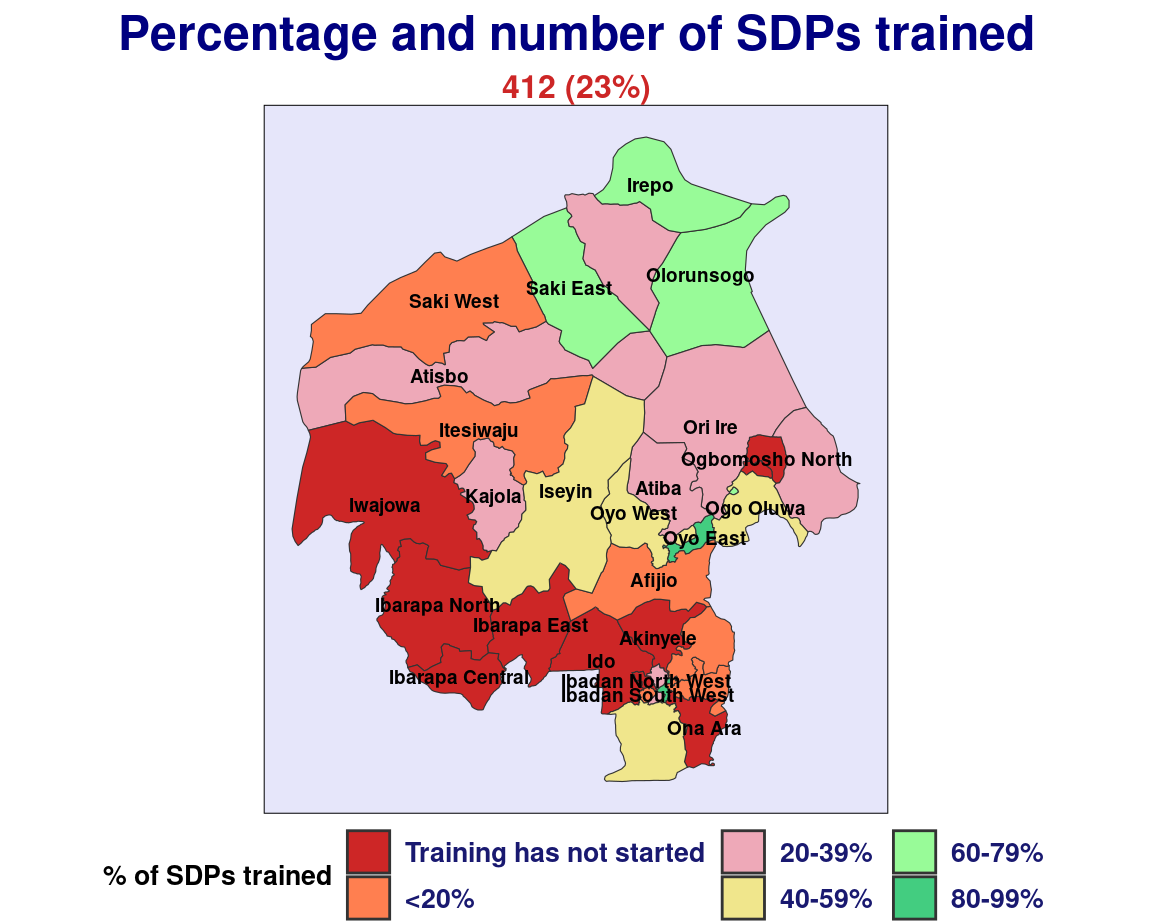 Percentage and number of SDPs trained
412 (23%)
Irepo
Olorunsogo
Saki East
Saki West
Atisbo
Itesiwaju
Ori Ire
Ogbomosho North
Kajola
Iseyin
Atiba
Iwajowa
Oyo West
Ogo Oluwa
Oyo East
Afijio
Ibarapa North
Ibarapa East
Akinyele
Ido
Ibarapa Central
Ibadan North West
Ibadan South West
Ona Ara
% of SDPs trained
Training has not started
<20%
20-39%
40-59%
60-79%
80-99%